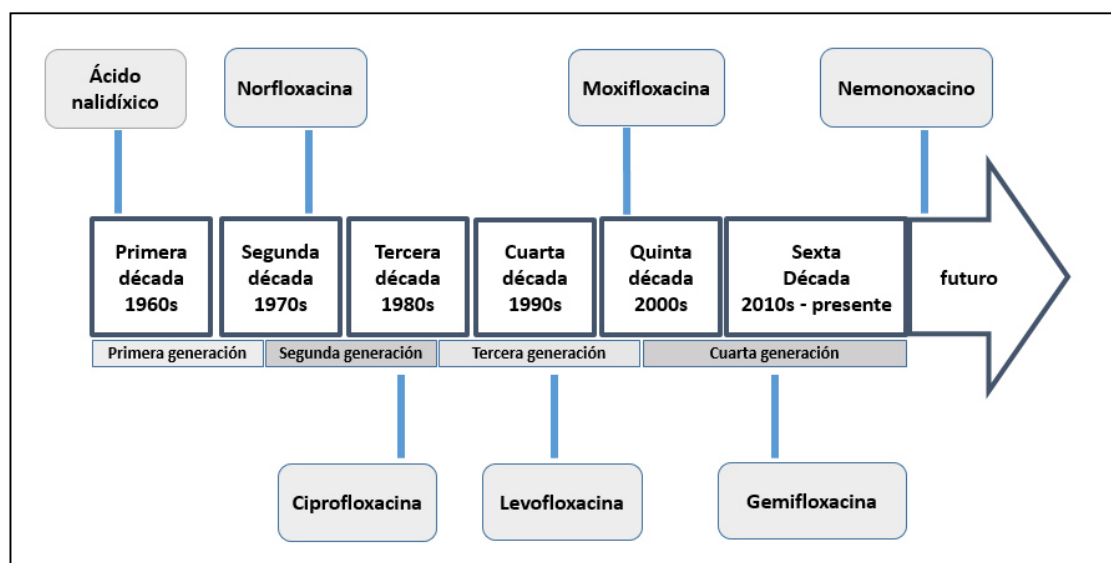 Ácido
nalidíxico
Norfloxacina
Moxifloxacina
Nemonoxacino
Primera
década
1960s
Segunda
década
1970s
Tercera
década
1980s
Cuarta
década
1990s
Quinta
década
2000s
Sexta
Década
2010s - presente
futuro
Primera generación
Segunda generación
Tercera generación
Cuarta generación
Ciprofloxacina
Levofloxacina
Gemifloxacina